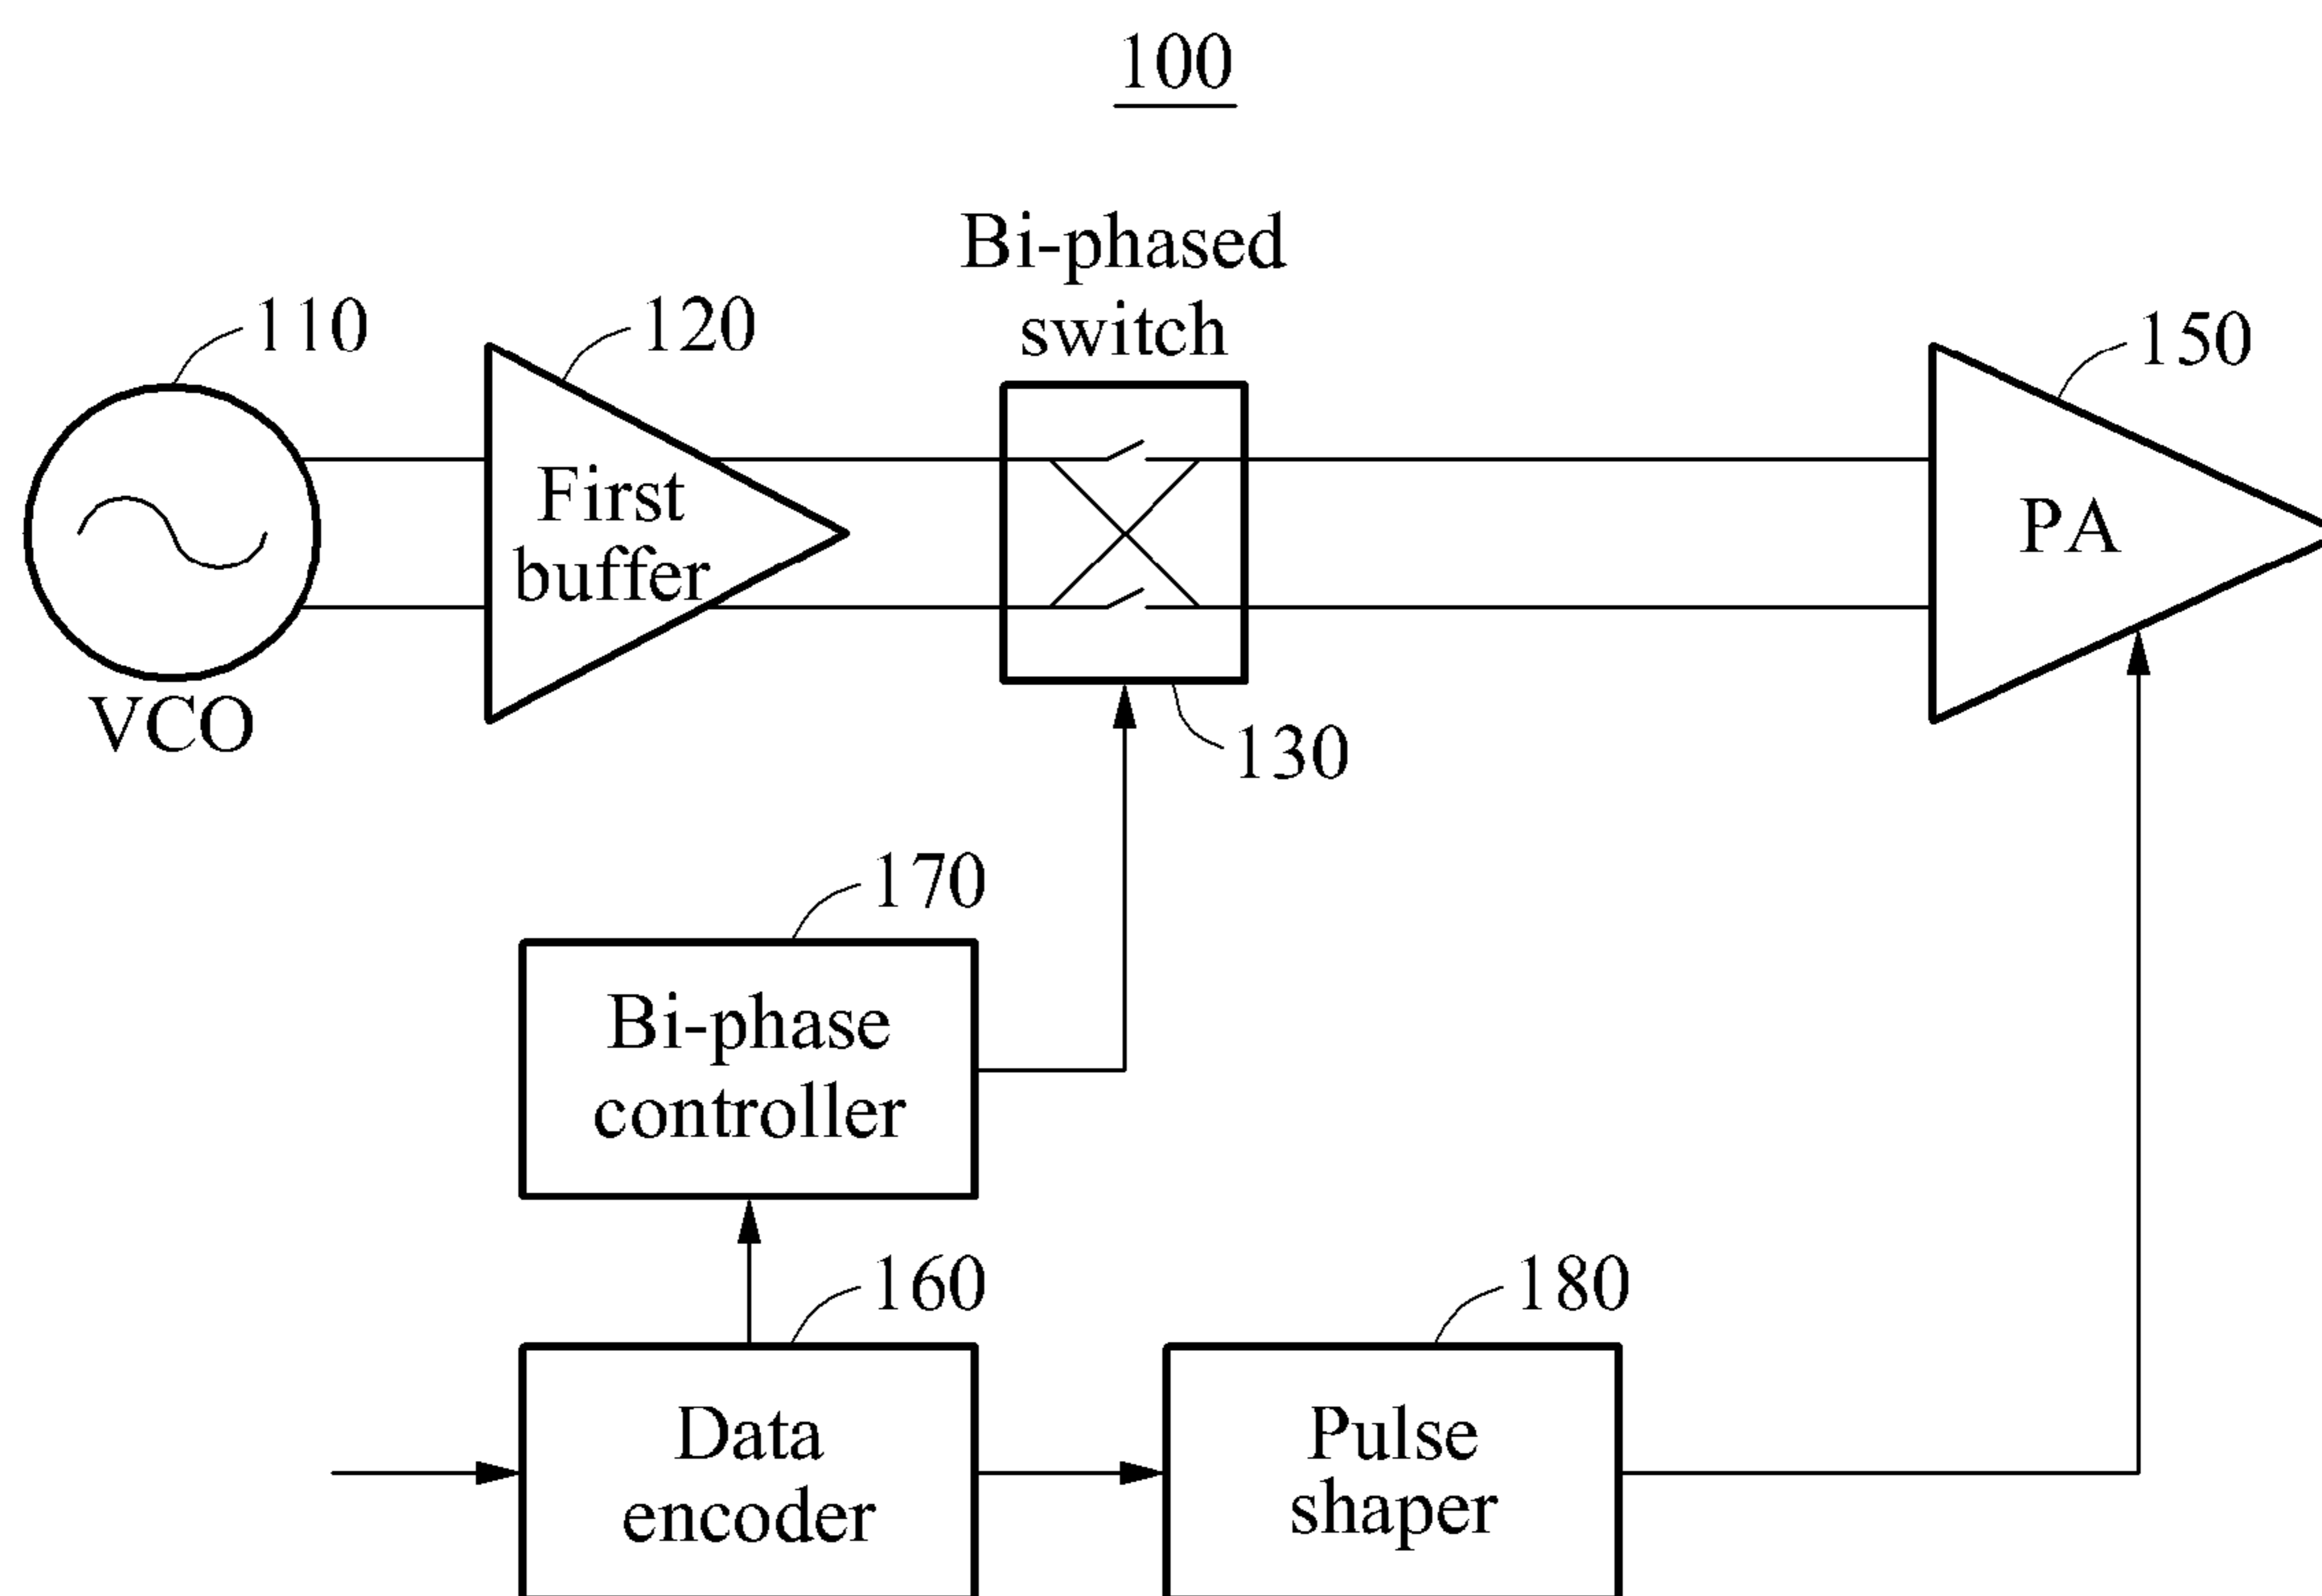 100
Bi-phased
switch
110
120
150
First
buffer
PA
VCO
130
170
Bi-phase
controller
160
180
Data
encoder
Pulse
shaper